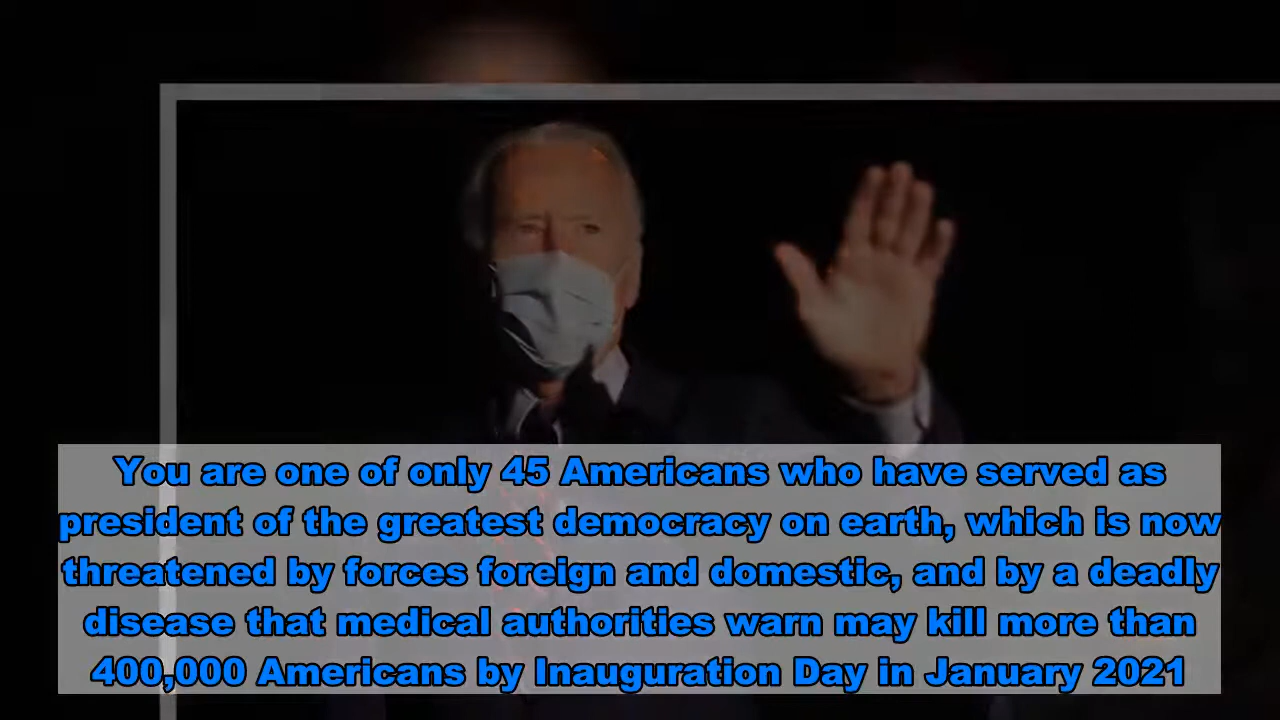 You are one of only 45 Americans who have served as
president of the greatest democracy on earth, which is now
threatened by forces foreign and domestic, and by a deadly
disease that medical authorities warn may kill more than
400,000 Americans by Inauguration Day in January 2021